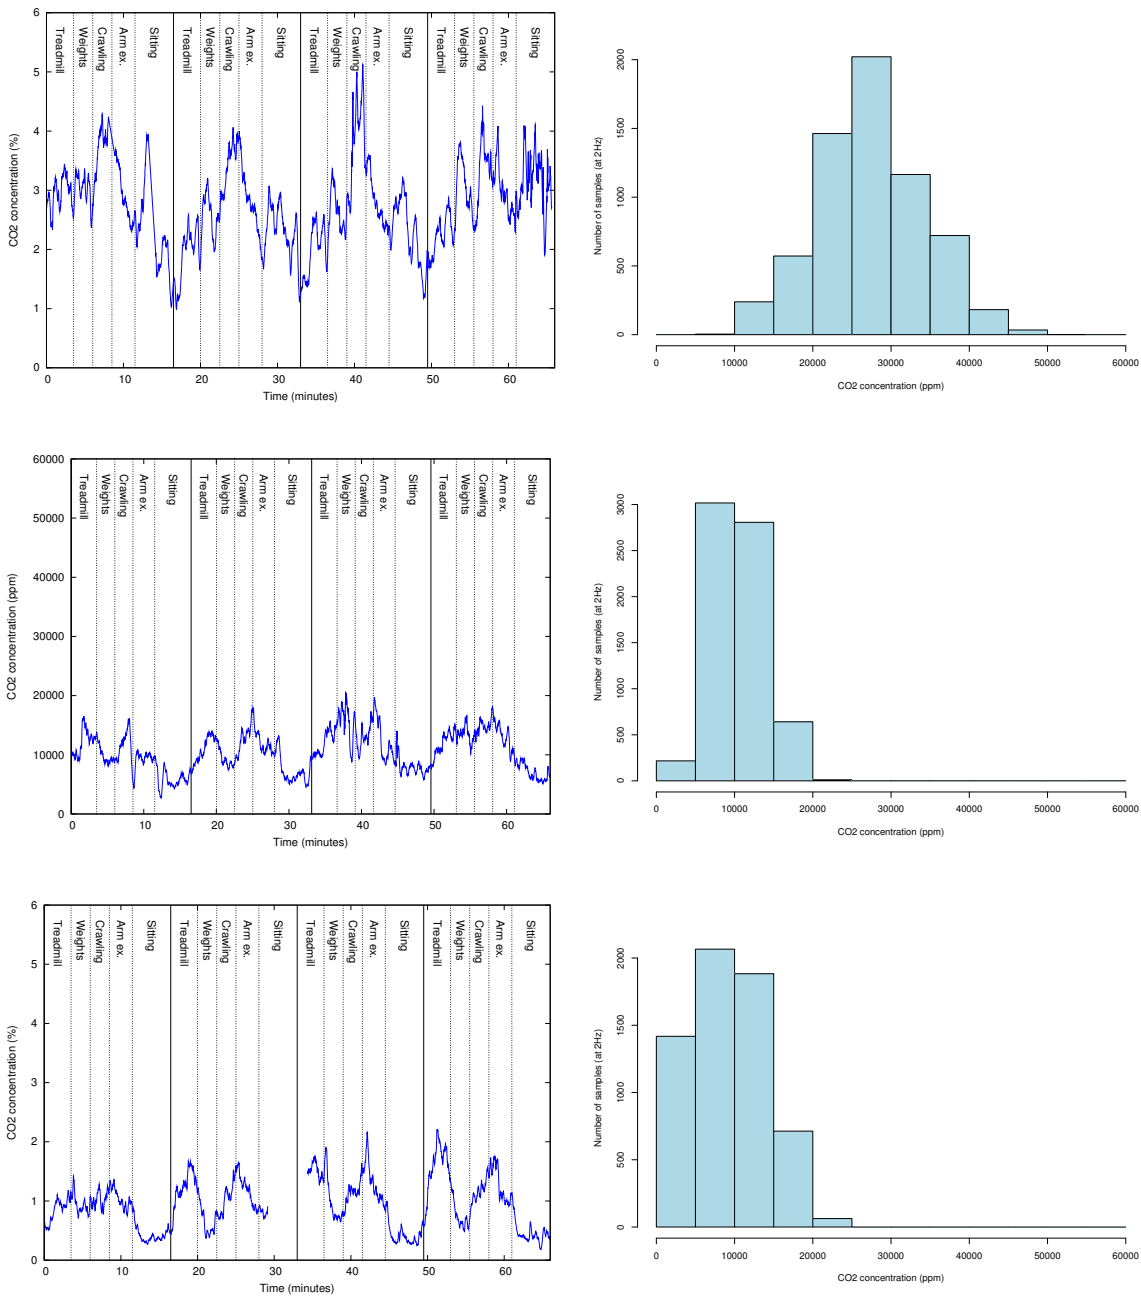 6
5
4
3
2
1
0
CO2 concentration (%)
Treadmill
Weights
Crawling
Arm ex.
Sitting
Treadmill
Weights
Crawling
Arm ex.
Sitting
Treadmill
Weights
Crawling
Arm ex.
Sitting
Treadmill
Weights
Crawling
Arm ex.
Sitting
0 10 20 30 40 50 60
Time (minutes)
2000
1500
1000
500
0
Number of samples (at 2Hz)
0 10000 20000 30000 40000 50000 60000
CO2 concentration (ppm)
60000
50000
40000
30000
20000
10000
0
CO2 concentration (ppm)
Treadmill
Weights
Crawling
Arm ex.
Sitting
Treadmill
Weights
Crawling
Arm ex.
Sitting
Treadmill
Weights
Crawling
Arm ex.
Sitting
Treadmill
Weights
Crawling
Arm ex.
Sitting
0 10 20 30 40 50 60
Time (minutes)
3000
2500
2000
1500
1000
500
0
Number of samples (at 2Hz)
0 10000 20000 30000 40000 50000 60000
CO2 concentration (ppm)
6
5
4
3
2
1
0
CO2 concentration (%)
Treadmill
Weights
Crawling
Arm ex.
Sitting
Treadmill
Weights
Crawling
Arm ex.
Sitting
Treadmill
Weights
Crawling
Arm ex.
Sitting
Treadmill
Weights
Crawling
Arm ex.
Sitting
0 10 20 30 40 50 60
Time (minutes)
2000
1500
1000
500
0
Number of samples (at 2Hz)
0 10000 20000 30000 40000 50000 60000
CO2 concentration (ppm)